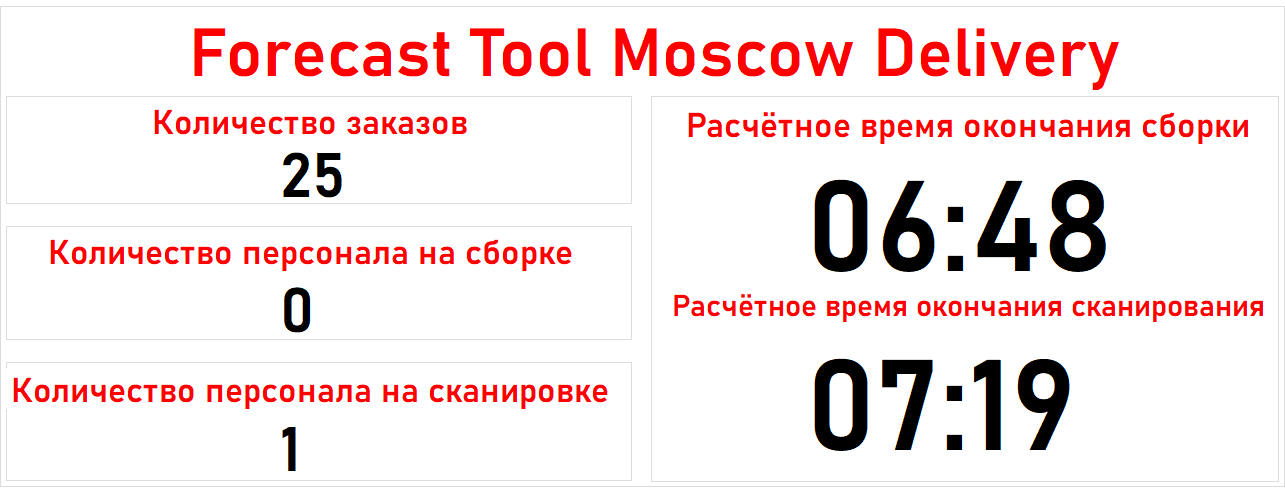 Forecast Tool Moscow Delivery
Количество заказов
25
Количество персонала на сборке
0
Количество персонала на сканировке
1
Расчётное время окончания сборки
06:48
Расчётное время окончания сканирования
07:19